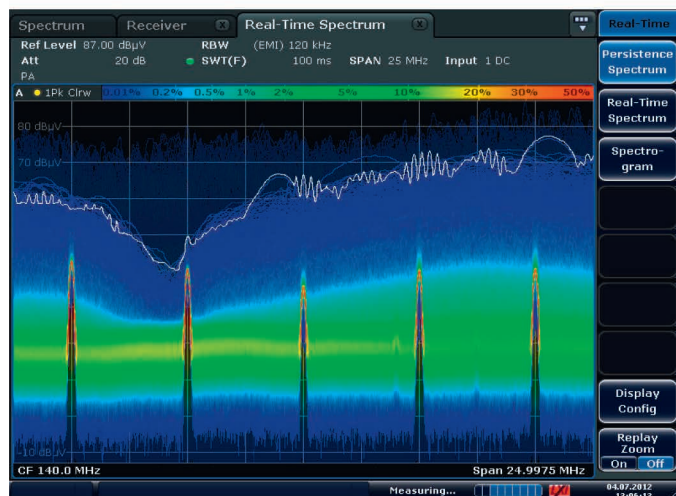 Spectrum Receiver X Real-Time Spectrum X
Real-Time
Ref Level 87.00 dBµV RBW (EMI) 120 kHz
Att 20 dB SWT(F) 100 ms SPAN 25 MHz Input 1 DC
PA
A 1Pk Clrw 0.01% 0.2% 0.5% 1% 2% 5% 10% 20% 30% 50%
80 dBµV
70 dBµV
-10 dBµV
CF 140.0 MHz Span 24.9975 MHz
Persistence
Spectrum
Real-Time
Spectrum
Spectro-
gram
Display
Config
Replay
Zoom
On Off
Measuring...
04.07.2012